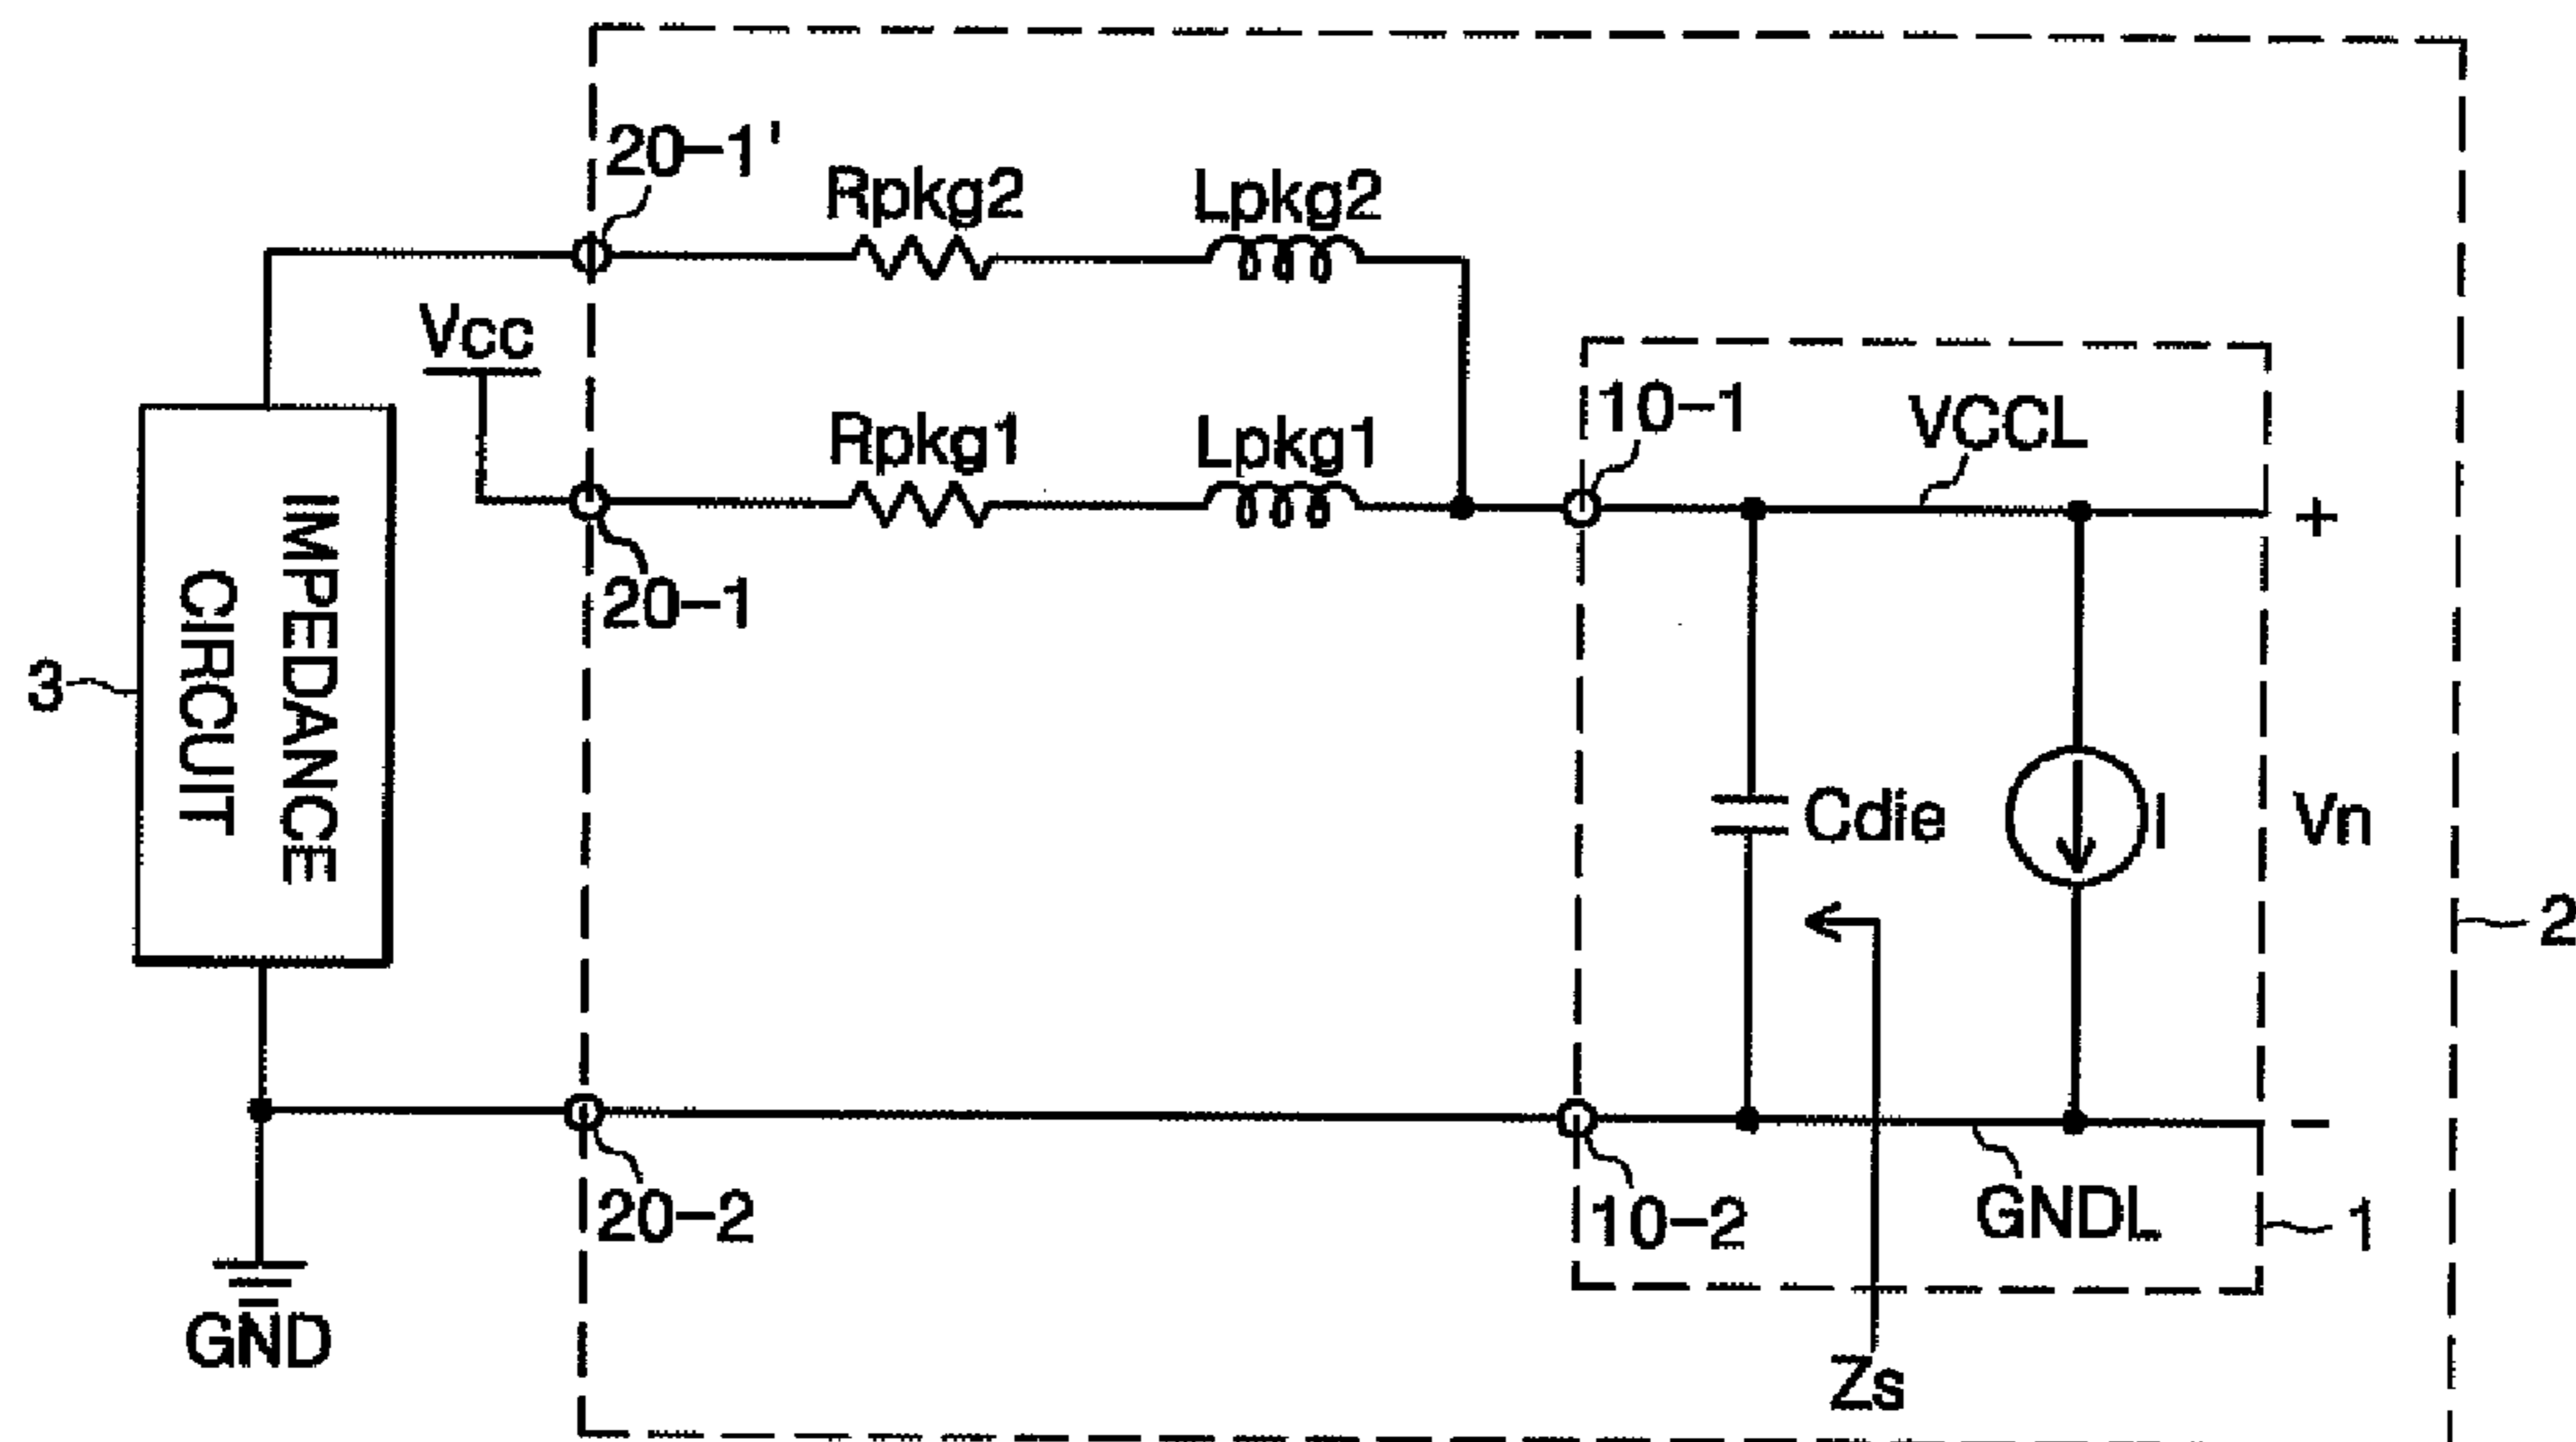 20-1'
Rpkg2
Lpkg2
Vcc
Rpkg1
Lpkg1
10-1
VCCL
+
20-1
IMPEDANCE
CIRCUIT
3
Cdie
I
Vn
2
20-2
10-2
GNDL
-
1
GND
Zs